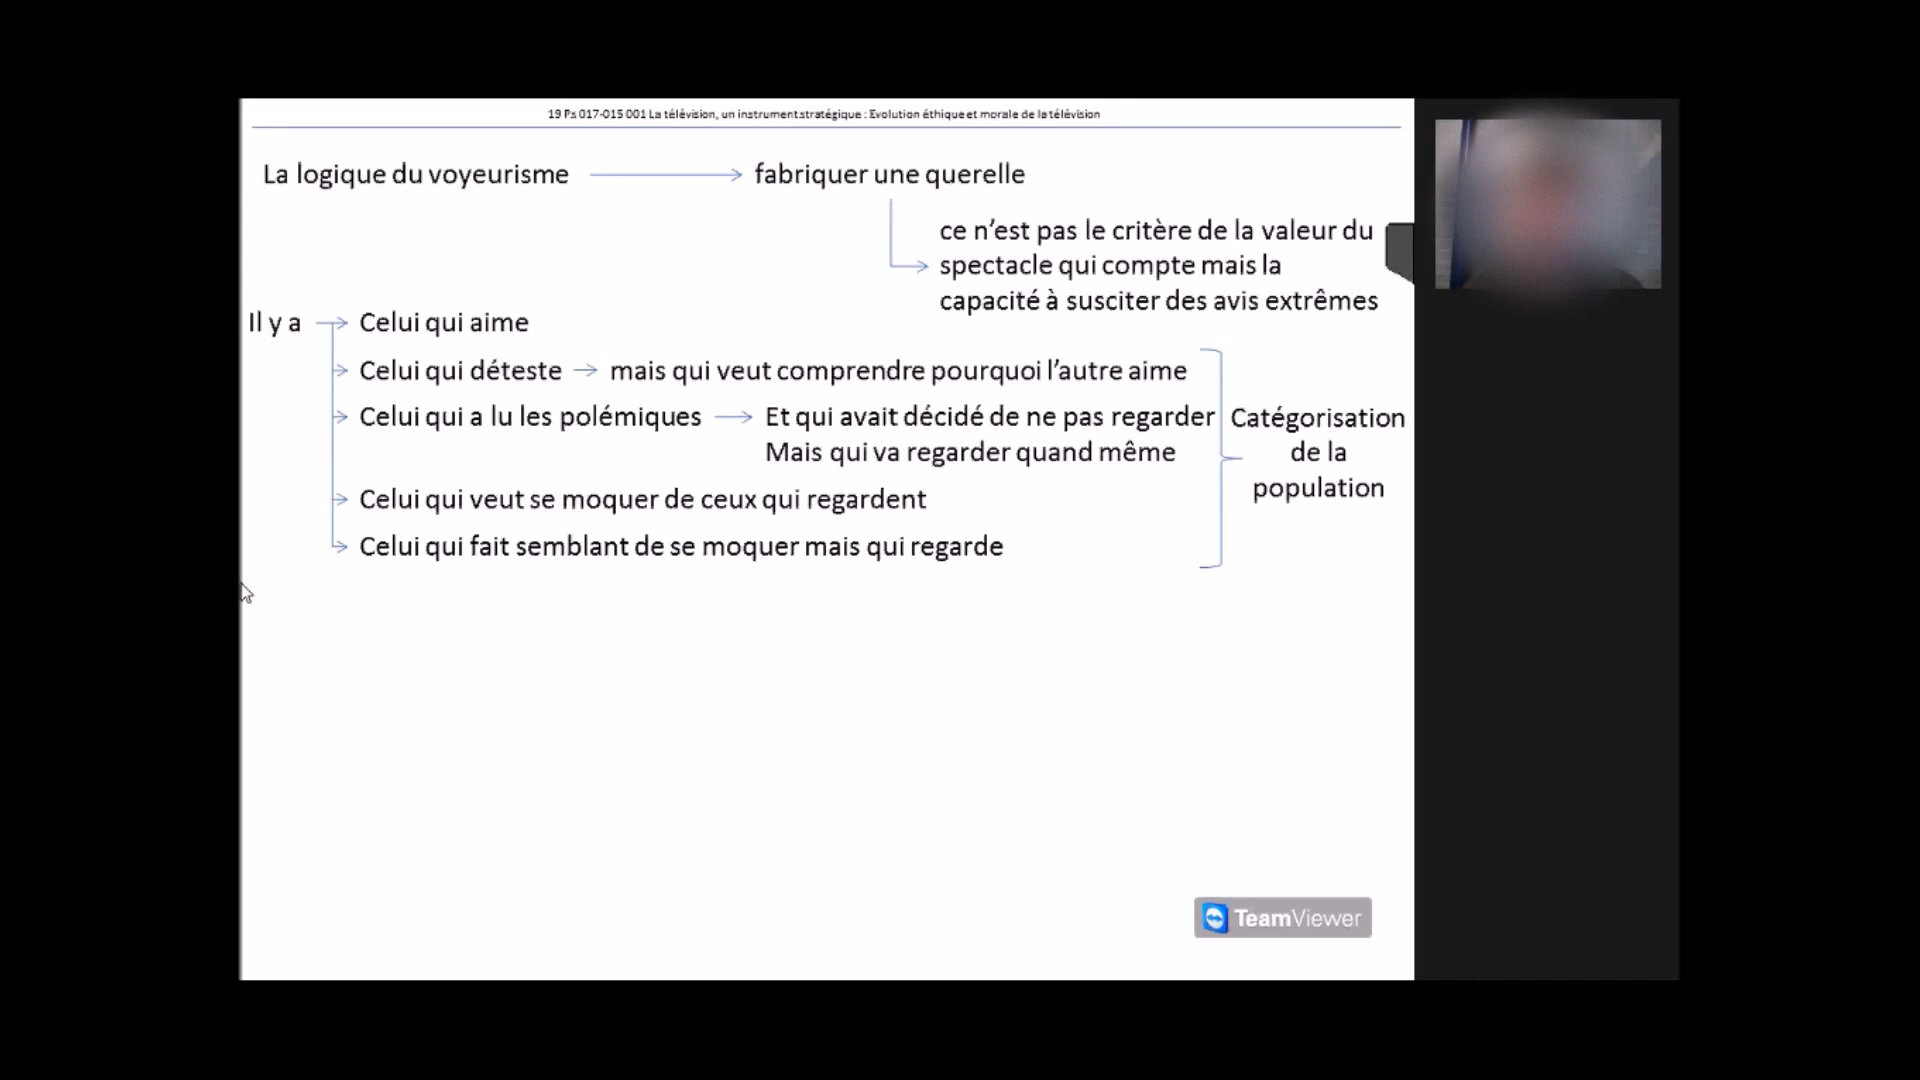 19 Ps 017-015 001 La télévision, un instrument stratégique : Evolution éthique et morale de la télévision
La logique du voyeurisme
fabriquer une querelle
ce n’est pas le critère de la valeur du
spectacle qui compte mais la
capacité à susciter des avis extrêmes
Il y a
Celui qui aime
Celui qui déteste
mais qui veut comprendre pourquoi l’autre aime
Celui qui a lu les polémiques
Et qui avait décidé de ne pas regarder
Mais qui va regarder quand même
Celui qui veut se moquer de ceux qui regardent
Celui qui fait semblant de se moquer mais qui regarde
Catégorisation
de la
population
TeamViewer